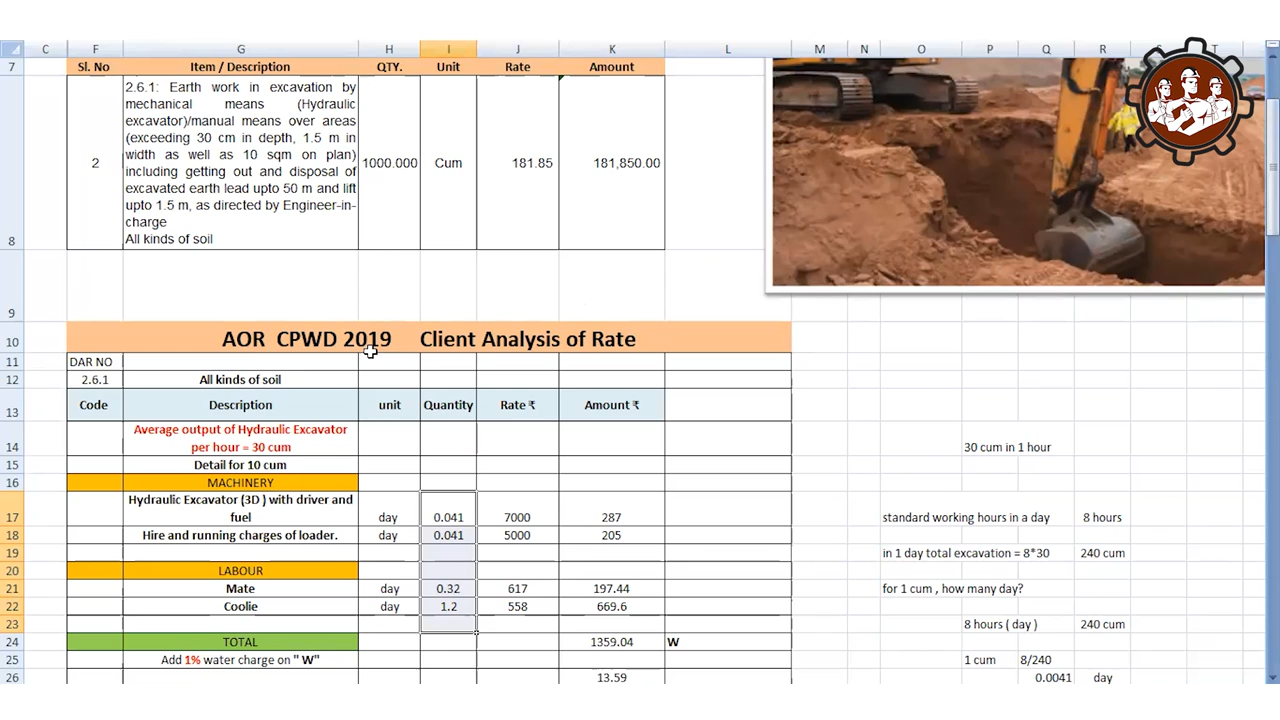 C F G H I J K L M N O P Q R
7 Sl. No Item / Description QTY. Unit Rate Amount
2.6.1: Earth work in excavation by
mechanical means (Hydraulic
excavator)/manual means over areas
(exceeding 30 cm in depth, 1.5 m in
width as well as 10 sqm on plan)
2 1000.000 Cum 181.85 181,850.00
including getting out and disposal of
excavated earth lead upto 50 m and lift
upto 1.5 m, as directed by Engineer-in-
charge
8 All kinds of soil
9
10 AOR CPWD 2019 Client Analysis of Rate
11 DAR NO
12 2.6.1 All kinds of soil
13 Code Description unit Quantity Rate ₹ Amount ₹
Average output of Hydraulic Excavator
14 per hour = 30 cum 30 cum in 1 hour
15 Detail for 10 cum
16 MACHINERY
Hydraulic Excavator (3D ) with driver and
17 fuel day 0.041 7000 287 standard working hours in a day 8 hours
18 Hire and running charges of loader. day 0.041 5000 205
19 in 1 day total excavation = 8*30 240 cum
20 LABOUR
21 Mate day 0.32 617 197.44 for 1 cum , how many day?
22 Coolie day 1.2 558 669.6
23 8 hours ( day ) 240 cum
24 TOTAL 1359.04 W
25 Add 1% water charge on " W" 1 cum 8/240
26 13.59 0.0041 day